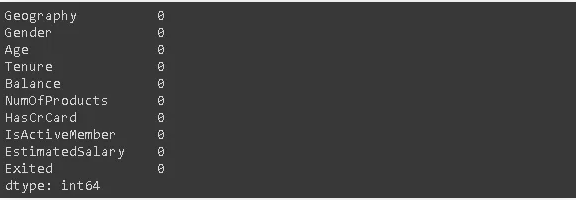 Geography 0
Gender 0
Age 0
Tenure 0
Balance 0
NumOfProducts 0
HasCrCard 0
IsActiveMember 0
EstimatedSalary 0
Exited 0
dtype: int64